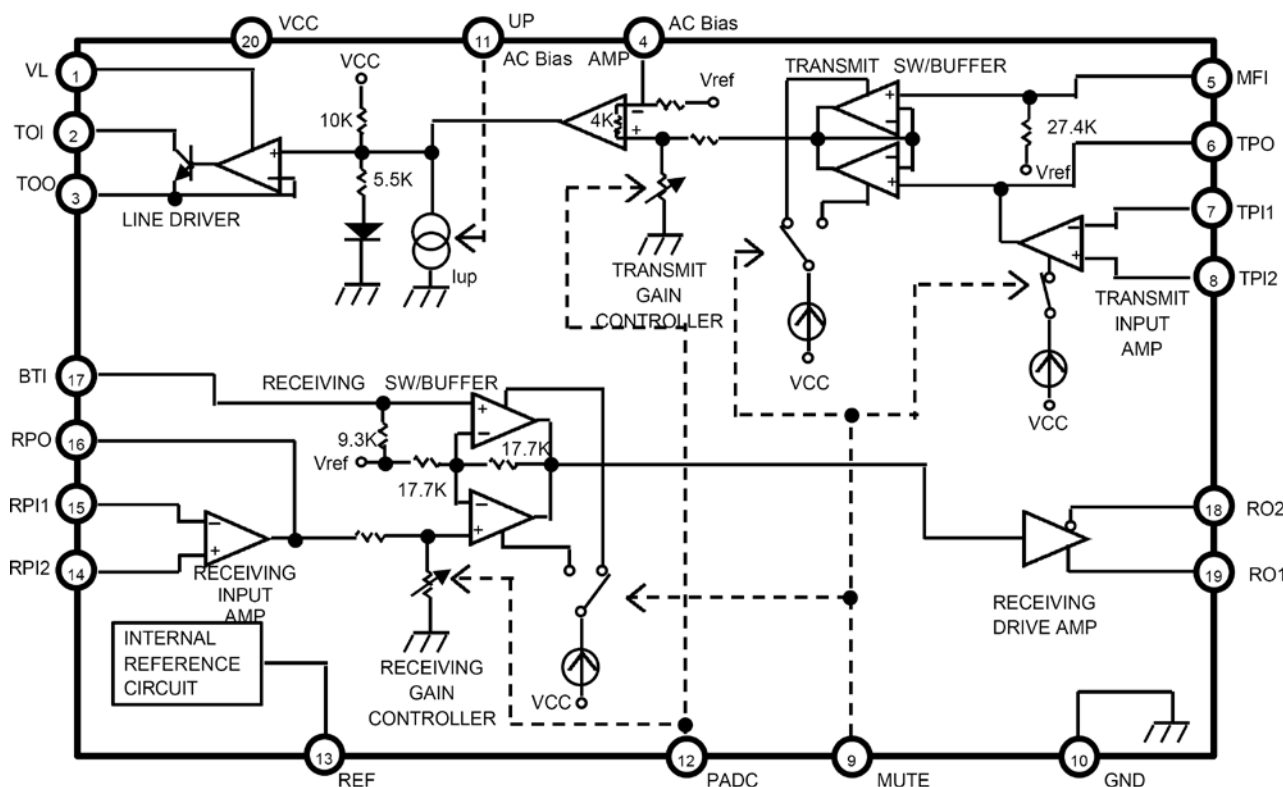 VCC
20
UP
11
AC Bias
4
AC Bias
AMP
VL
1
VCC
Vref
TRANSMIT SW/BUFFER
5
MFI
TOI
2
10K
4K
+
−
27.4K
6
TPO
Vref
TOO
3
LINE DRIVER
5.5K
7
TPI1
Iup
TRANSMIT
GAIN
CONTROLLER
8
TPI2
TRANSMIT
INPUT
AMP
VCC
VCC
BTI
17
RECEIVING SW/BUFFER
RPO
16
9.3K
Vref
17.7K
17.7K
RPI1
15
RPI2
14
RECEIVING
INPUT
AMP
18
RO2
19
RO1
RECEIVING
DRIVE AMP
INTERNAL
REFERENCE
CIRCUIT
RECEIVING
GAIN
CONTROLLER
VCC
13
REF
12
PADC
9
MUTE
10
GND